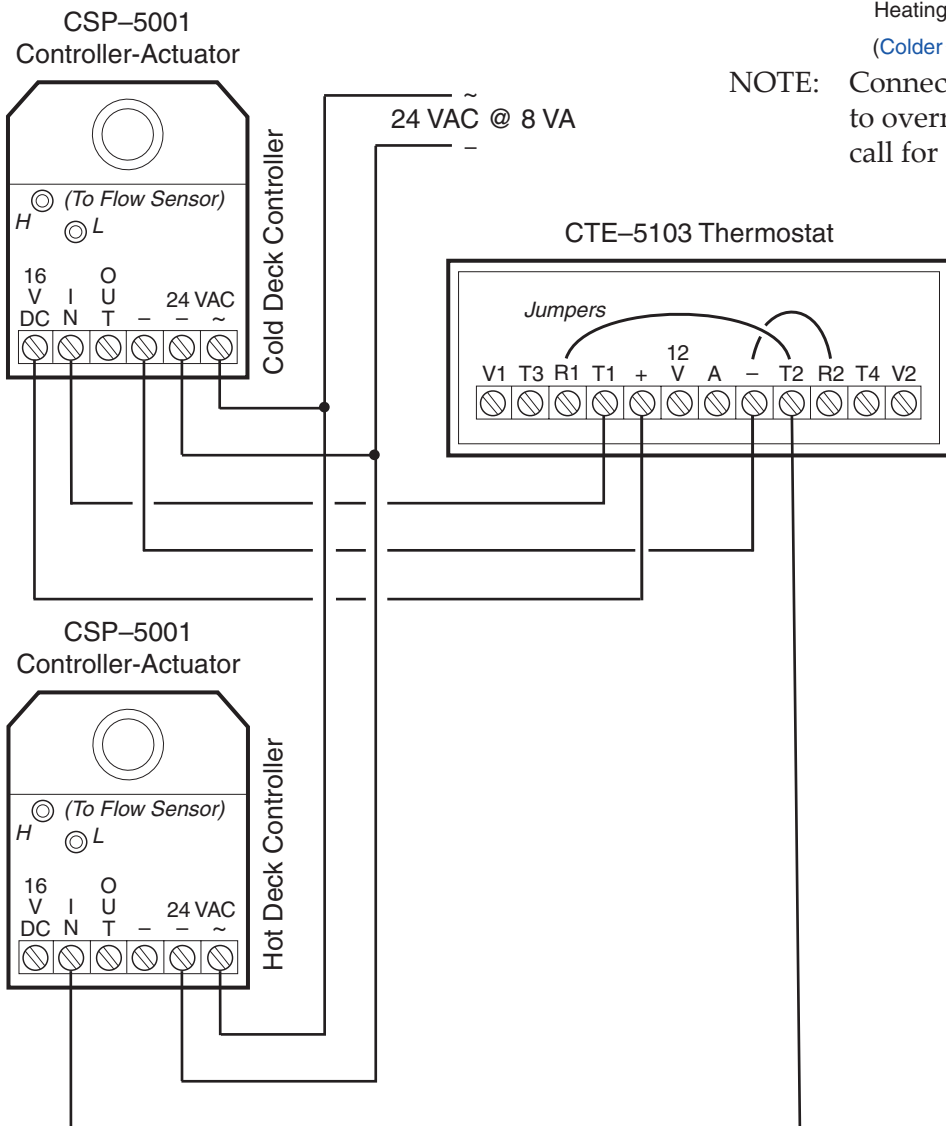 CSP–5001
Controller-Actuator
H
(To Flow Sensor)
L
16
V
DC
I
N
O
U
T
–
24 VAC
–
~
Cold Deck Controller
~
24 VAC @ 8 VA
–
Heating
(Colder
NOTE: Connec
to overr
call for
CTE–5103 Thermostat
Jumpers
V1 T3 R1 T1 + 12 V A – T2 R2 T4 V2
CSP–5001
Controller-Actuator
H
(To Flow Sensor)
L
16
V
DC
I
N
O
U
T
–
24 VAC
–
~
Hot Deck Controller